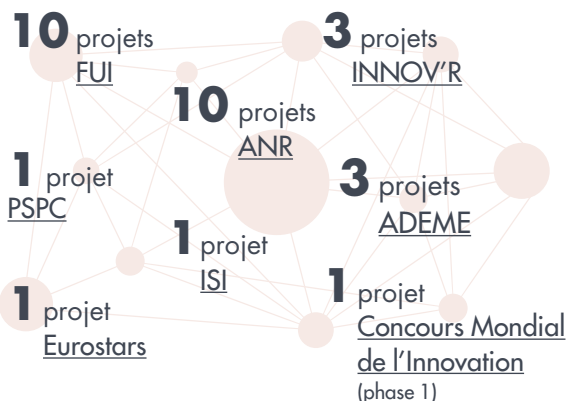 10 projets
FUI
3 projets
INNOV'R
10 projets
ANR
1 projet
PSPC
3 projets
ADEME
1 projet
ISI
1 projet
Eurostars
1 projet
Concours Mondial
de l'Innovation
(phase 1)